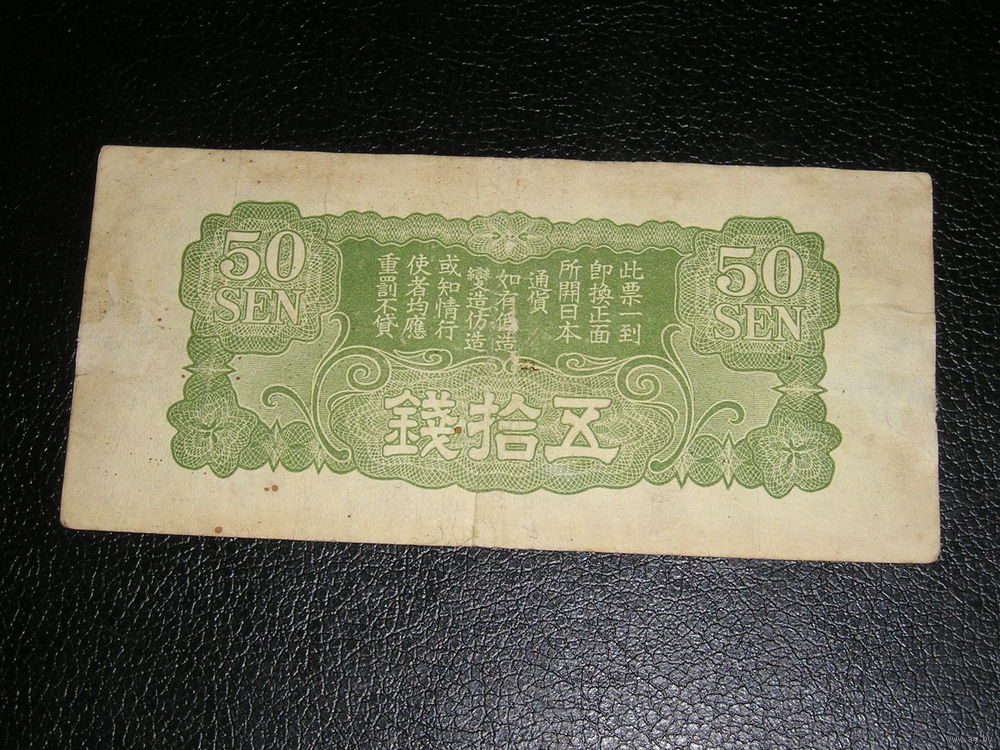 50
SEN
50
SEN
此票一到
即換正面
所開日本
通貨
如有偽造
變造仿造
或知情行
使者均應
重罰不貸
五拾錢